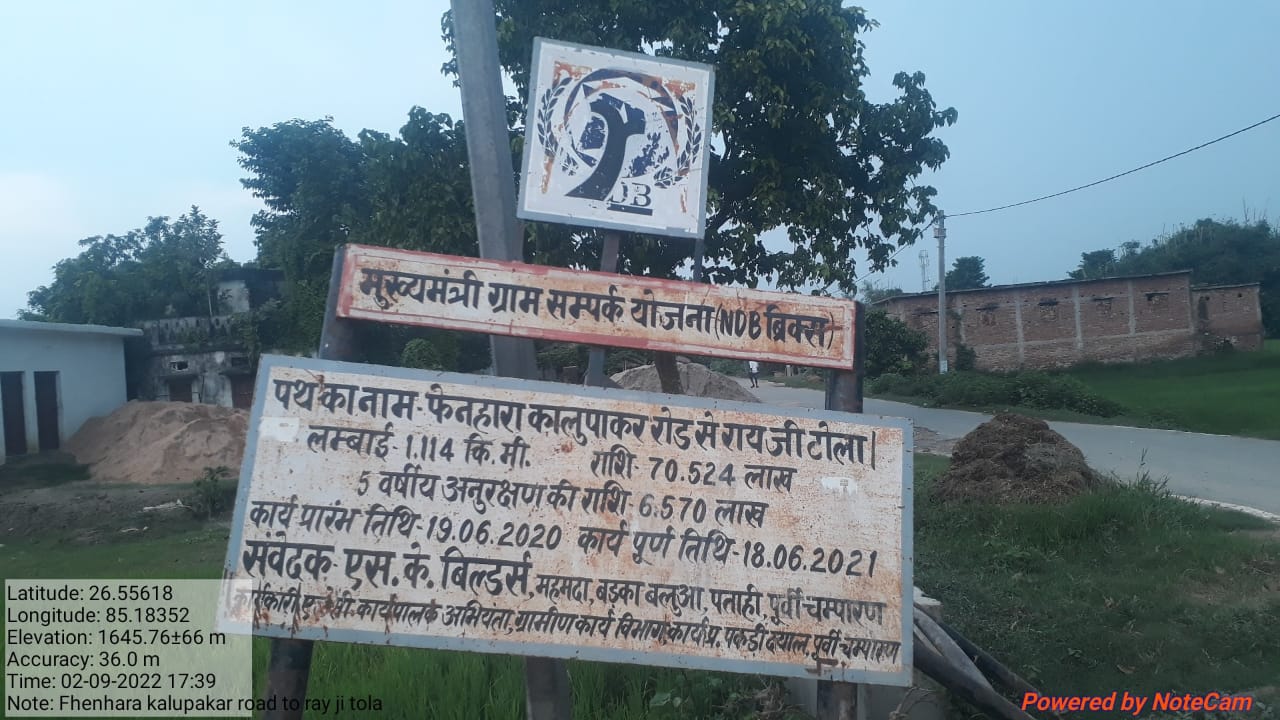 DB
मुख्यमंत्री ग्राम सम्पर्क योजना (NDB ब्रिक्स)
पथ का नाम- फेनहारा कालुपाकर रोड से राय जी टोला।
लम्बाई- 1.114 कि. मी. राशि- 70.524 लाख
5 वर्षीय अनुरक्षण की राशि- 6.570 लाख
कार्य प्रारंभ तिथि- 19.06.2020 कार्य पूर्ण तिथि- 18.06.2021
संवेदक- एस. के. बिल्डर्स, महमदा, बड़का बलुआ, पताही, पूर्वी चम्पारण
कार्यपालक अभियंता, ग्रामीण कार्य विभाग, कार्य प्र. पकड़ी दयाल, पूर्वी चम्पारण
Latitude: 26.55618
Longitude: 85.18352
Elevation: 1645.76±66 m
Accuracy: 36.0 m
Time: 02-09-2022 17:39
Note: Fhenhara kalupakar road to ray ji tola
Powered by NoteCam